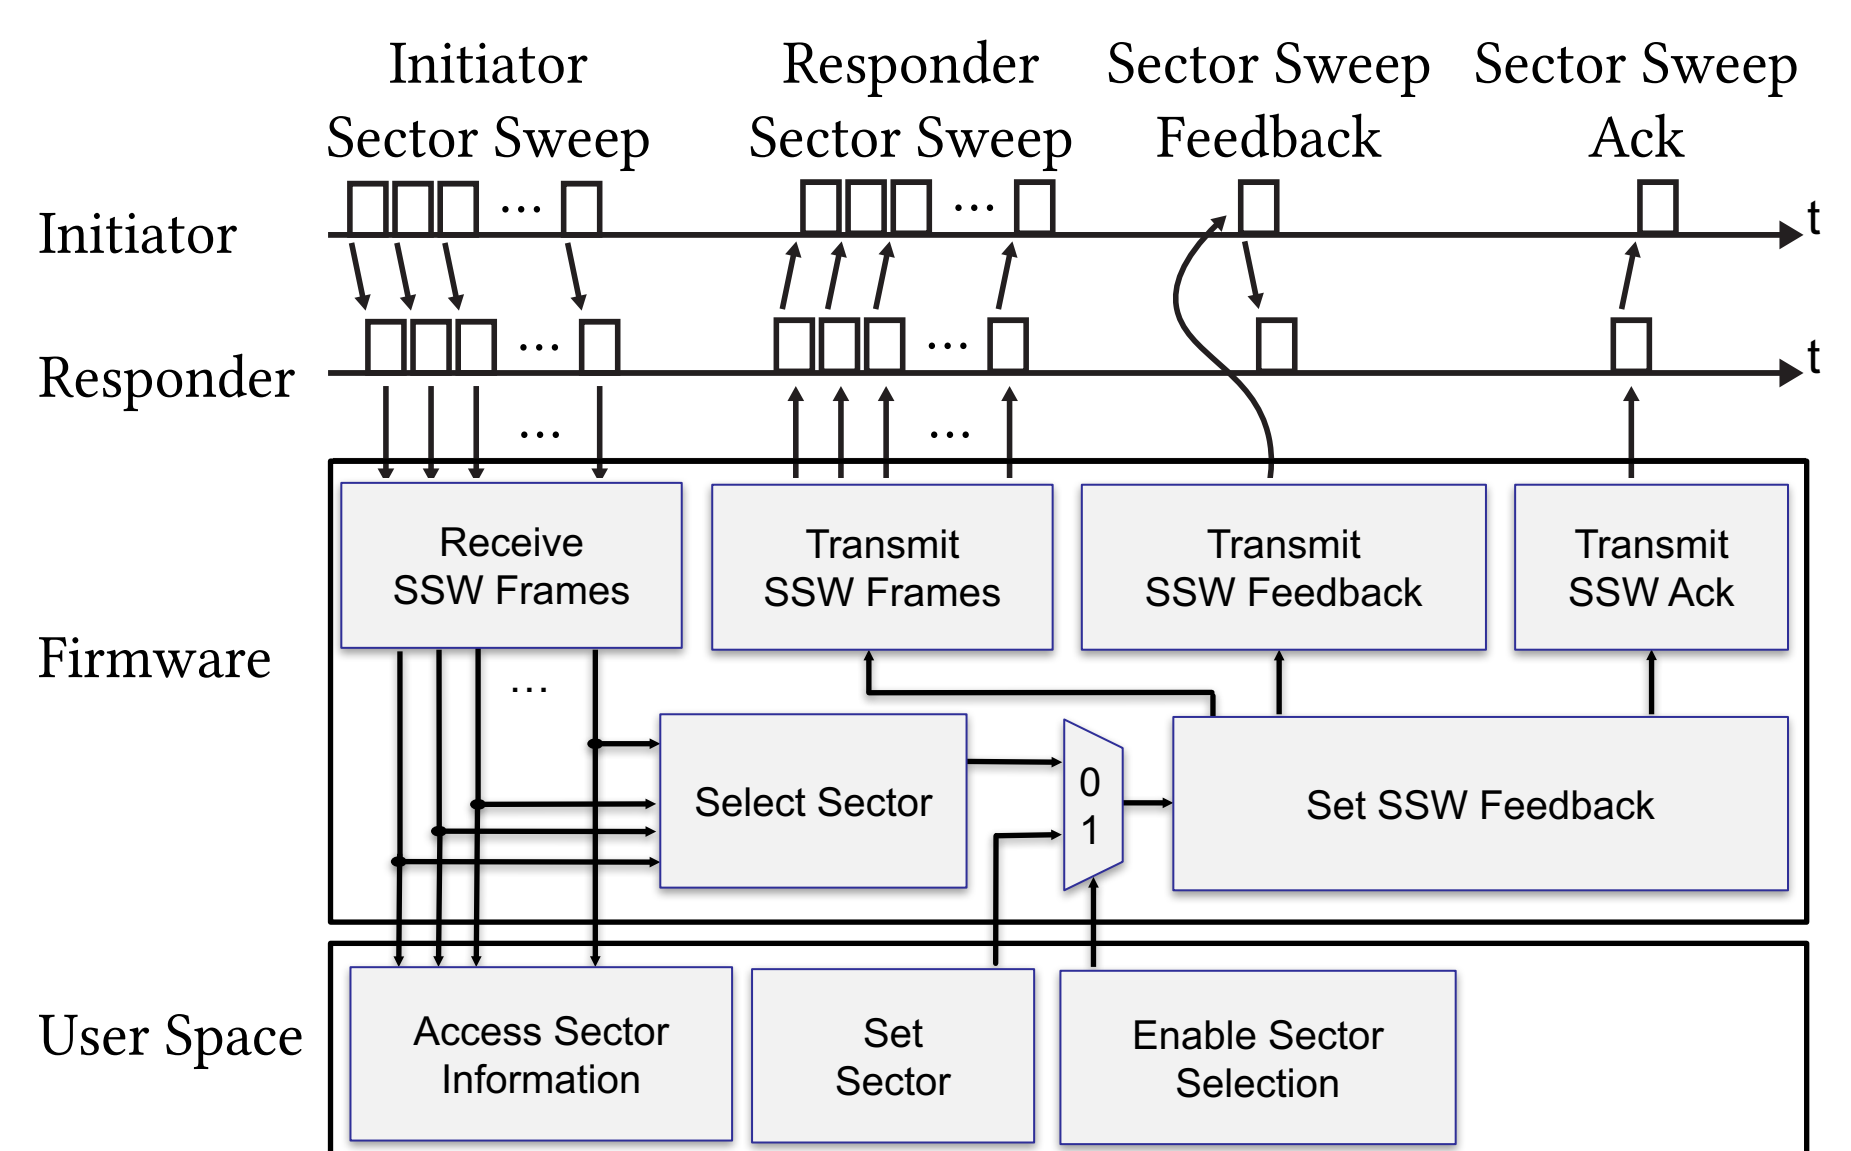 Initiator
Sector Sweep
Responder
Sector Sweep
Sector Sweep
Feedback
Sector Sweep
Ack
Initiator
...
...
t
Responder
...
...
t
...
...
Firmware
Receive
SSW Frames
Transmit
SSW Frames
Transmit
SSW Feedback
Transmit
SSW Ack
...
Select Sector
0
1
Set SSW Feedback
User Space
Access Sector
Information
Set
Sector
Enable Sector
Selection